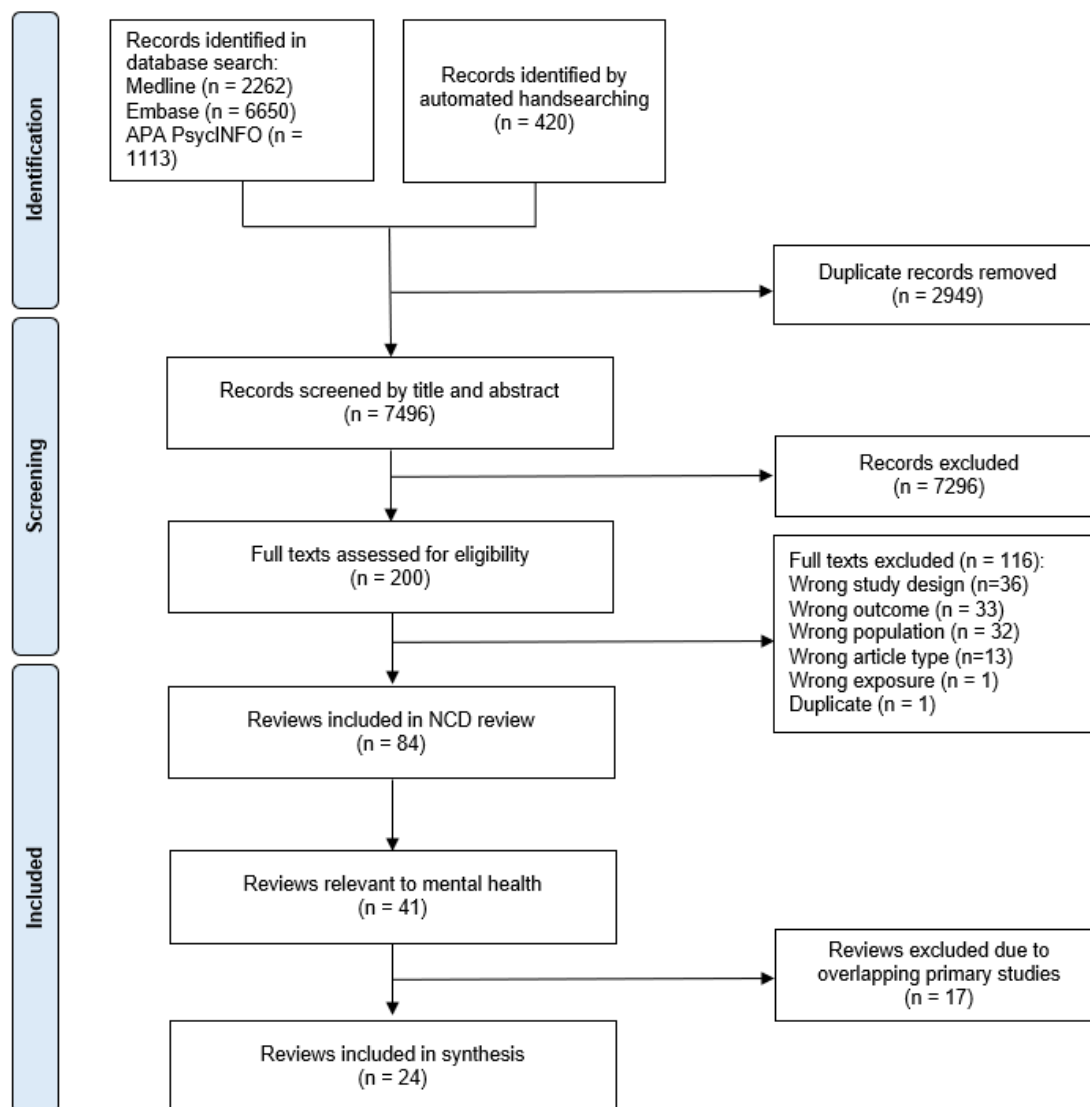 Identification
Records identified in
database search:
Medline (n = 2262)
Embase (n = 6650)
APA PsycINFO (n =
1113)
Records identified by
automated handsearching
(n = 420)
Duplicate records removed
(n = 2949)
Screening
Records screened by title and abstract
(n = 7496)
Records excluded
(n = 7296)
Full texts assessed for eligibility
(n = 200)
Full texts excluded (n = 116):
Wrong study design (n=36)
Wrong outcome (n = 33)
Wrong population (n = 32)
Wrong article type (n=13)
Wrong exposure (n = 1)
Duplicate (n = 1)
Included
Reviews included in NCD review
(n = 84)
Reviews relevant to mental health
(n = 41)
Reviews excluded due to
overlapping primary studies
(n = 17)
Reviews included in synthesis
(n = 24)